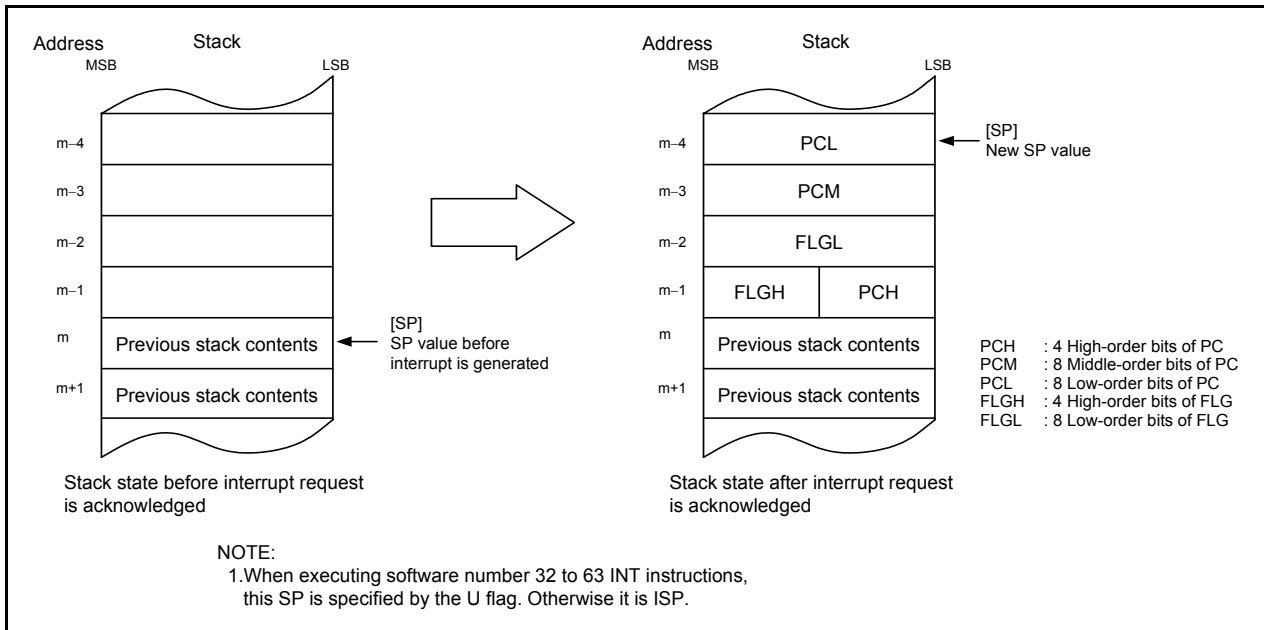 Address Stack
MSB LSB
m–4
m–3
m–2
m–1
m Previous stack contents
m+1 Previous stack contents
[SP]
SP value before
interrupt is generated
Stack state before interrupt request
is acknowledged
Address Stack
MSB LSB
m–4 PCL
m–3 PCM
m–2 FLGL
m–1 FLGH PCH
m Previous stack contents
m+1 Previous stack contents
[SP]
New SP value
PCH : 4 High-order bits of PC
PCM : 8 Middle-order bits of PC
PCL : 8 Low-order bits of PC
FLGH : 4 High-order bits of FLG
FLGL : 8 Low-order bits of FLG
Stack state after interrupt request
is acknowledged
NOTE:
1.When executing software number 32 to 63 INT instructions,
this SP is specified by the U flag. Otherwise it is ISP.